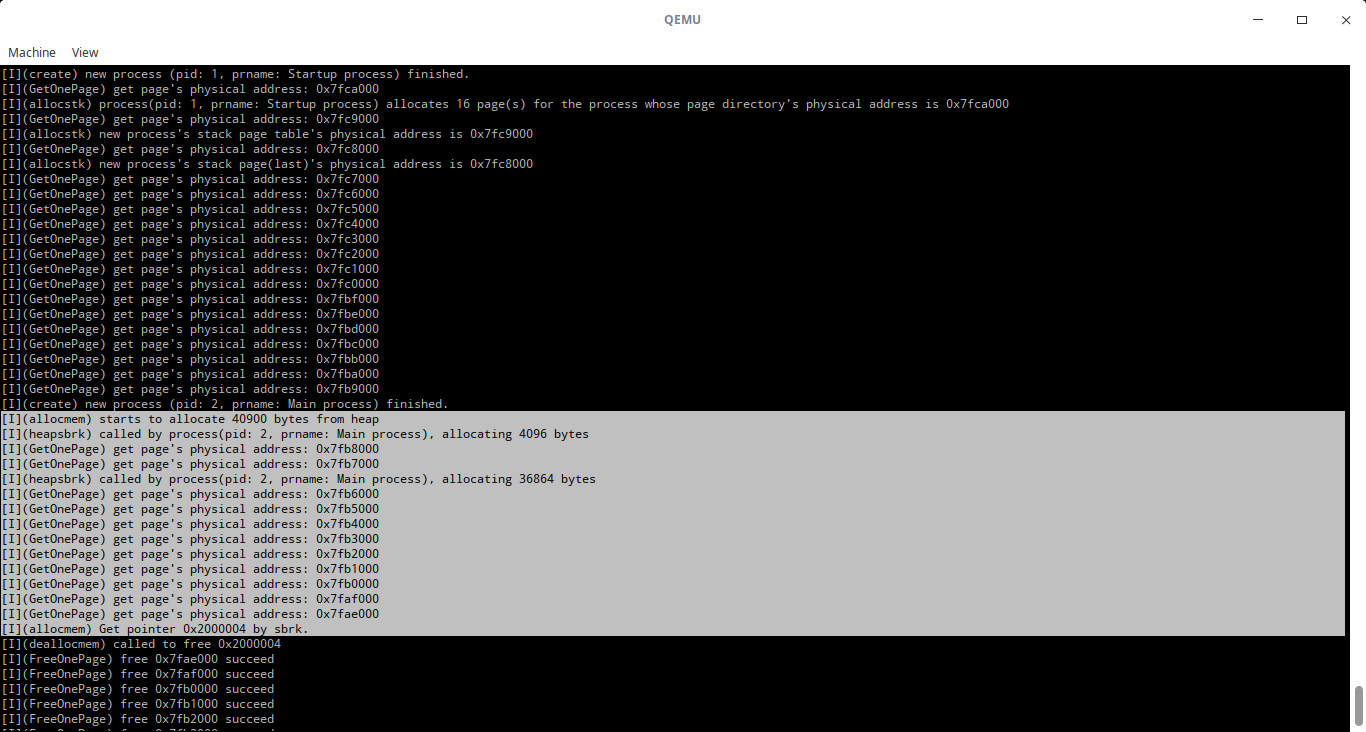 QEMU
Machine View
[I](create) new process (pid: 1, prname: Startup process) finished.
[I](GetOnePage) get page's physical address: 0x7fca000
[I](allocstk) process(pid: 1, prname: Startup process) allocates 16 page(s) for the process whose page directory's physical address is 0x7fca000
[I](GetOnePage) get page's physical address: 0x7fc9000
[I](allocstk) new process's stack page table's physical address is 0x7fc9000
[I](GetOnePage) get page's physical address: 0x7fc8000
[I](allocstk) new process's stack page(last)'s physical address is 0x7fc8000
[I](GetOnePage) get page's physical address: 0x7fc7000
[I](GetOnePage) get page's physical address: 0x7fc6000
[I](GetOnePage) get page's physical address: 0x7fc5000
[I](GetOnePage) get page's physical address: 0x7fc4000
[I](GetOnePage) get page's physical address: 0x7fc3000
[I](GetOnePage) get page's physical address: 0x7fc2000
[I](GetOnePage) get page's physical address: 0x7fc1000
[I](GetOnePage) get page's physical address: 0x7fc0000
[I](GetOnePage) get page's physical address: 0x7fbf000
[I](GetOnePage) get page's physical address: 0x7fbe000
[I](GetOnePage) get page's physical address: 0x7fbd000
[I](GetOnePage) get page's physical address: 0x7fbc000
[I](GetOnePage) get page's physical address: 0x7fbb000
[I](GetOnePage) get page's physical address: 0x7fba000
[I](GetOnePage) get page's physical address: 0x7fb9000
[I](create) new process (pid: 2, prname: Main process) finished.
[I](allocmem) starts to allocate 40900 bytes from heap
[I](heapsbrk) called by process(pid: 2, prname: Main process), allocating 4096 bytes
[I](GetOnePage) get page's physical address: 0x7fb8000
[I](GetOnePage) get page's physical address: 0x7fb7000
[I](heapsbrk) called by process(pid: 2, prname: Main process), allocating 36864 bytes
[I](GetOnePage) get page's physical address: 0x7fb6000
[I](GetOnePage) get page's physical address: 0x7fb5000
[I](GetOnePage) get page's physical address: 0x7fb4000
[I](GetOnePage) get page's physical address: 0x7fb3000
[I](GetOnePage) get page's physical address: 0x7fb2000
[I](GetOnePage) get page's physical address: 0x7fb1000
[I](GetOnePage) get page's physical address: 0x7fb0000
[I](GetOnePage) get page's physical address: 0x7faf000
[I](GetOnePage) get page's physical address: 0x7fae000
[I](allocmem) Get pointer 0x2000004 by sbrk.
[I](deallocmem) called to free 0x2000004
[I](FreeOnePage) free 0x7fae000 succeed
[I](FreeOnePage) free 0x7faf000 succeed
[I](FreeOnePage) free 0x7fb0000 succeed
[I](FreeOnePage) free 0x7fb1000 succeed
[I](FreeOnePage) free 0x7fb2000 succeed